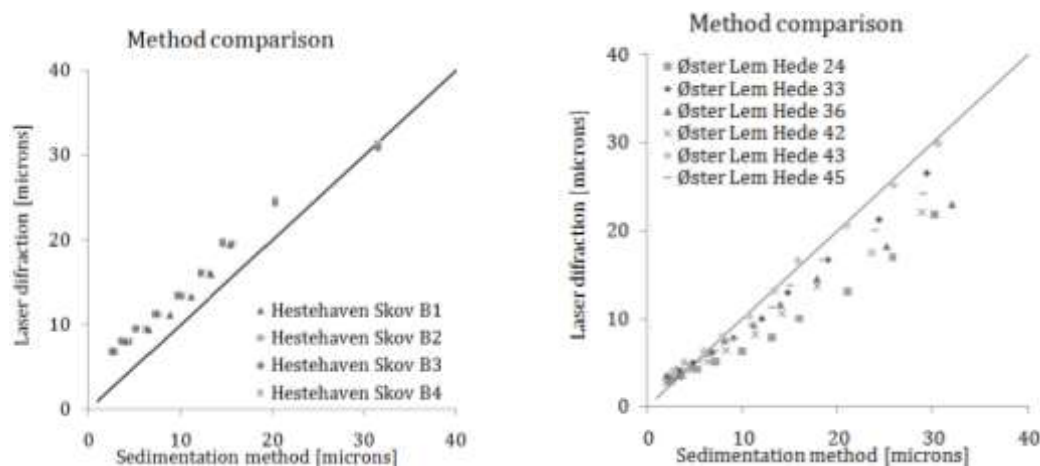 Method comparison
Laser difraction [microns]
40
30
20
10
0
Hestehaven Skov B1
Hestehaven Skov B2
Hestehaven Skov B3
Hestehaven Skov B4
0 10 20 30 40
Sedimentation method [microns]
Method comparison
Laser difraction [microns]
40
30
20
10
0
Øster Lem Hede 24
Øster Lem Hede 33
Øster Lem Hede 36
Øster Lem Hede 42
Øster Lem Hede 43
Øster Lem Hede 45
0 10 20 30 40
Sedimentation method [microns]